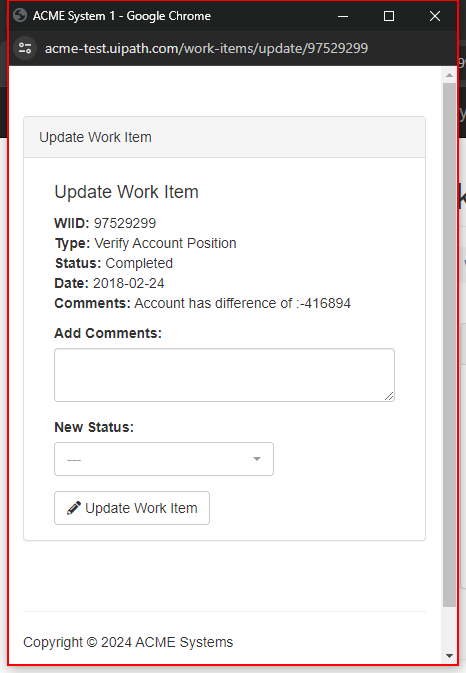 ACME System 1 - Google Chrome
acme-test.uipath.com/work-items/update/97529299
Update Work Item
Update Work Item
WIID: 97529299
Type: Verify Account Position
Status: Completed
Date: 2018-02-24
Comments: Account has difference of :-416894
Add Comments:
New Status:
---
Update Work Item
Copyright © 2024 ACME Systems